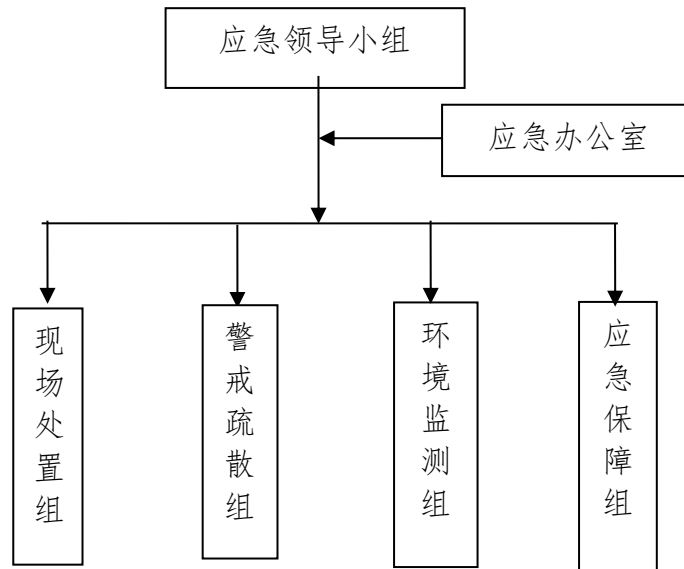 应急领导小组
应急办公室
现场处置组
警戒疏散组
环境监测组
应急保障组